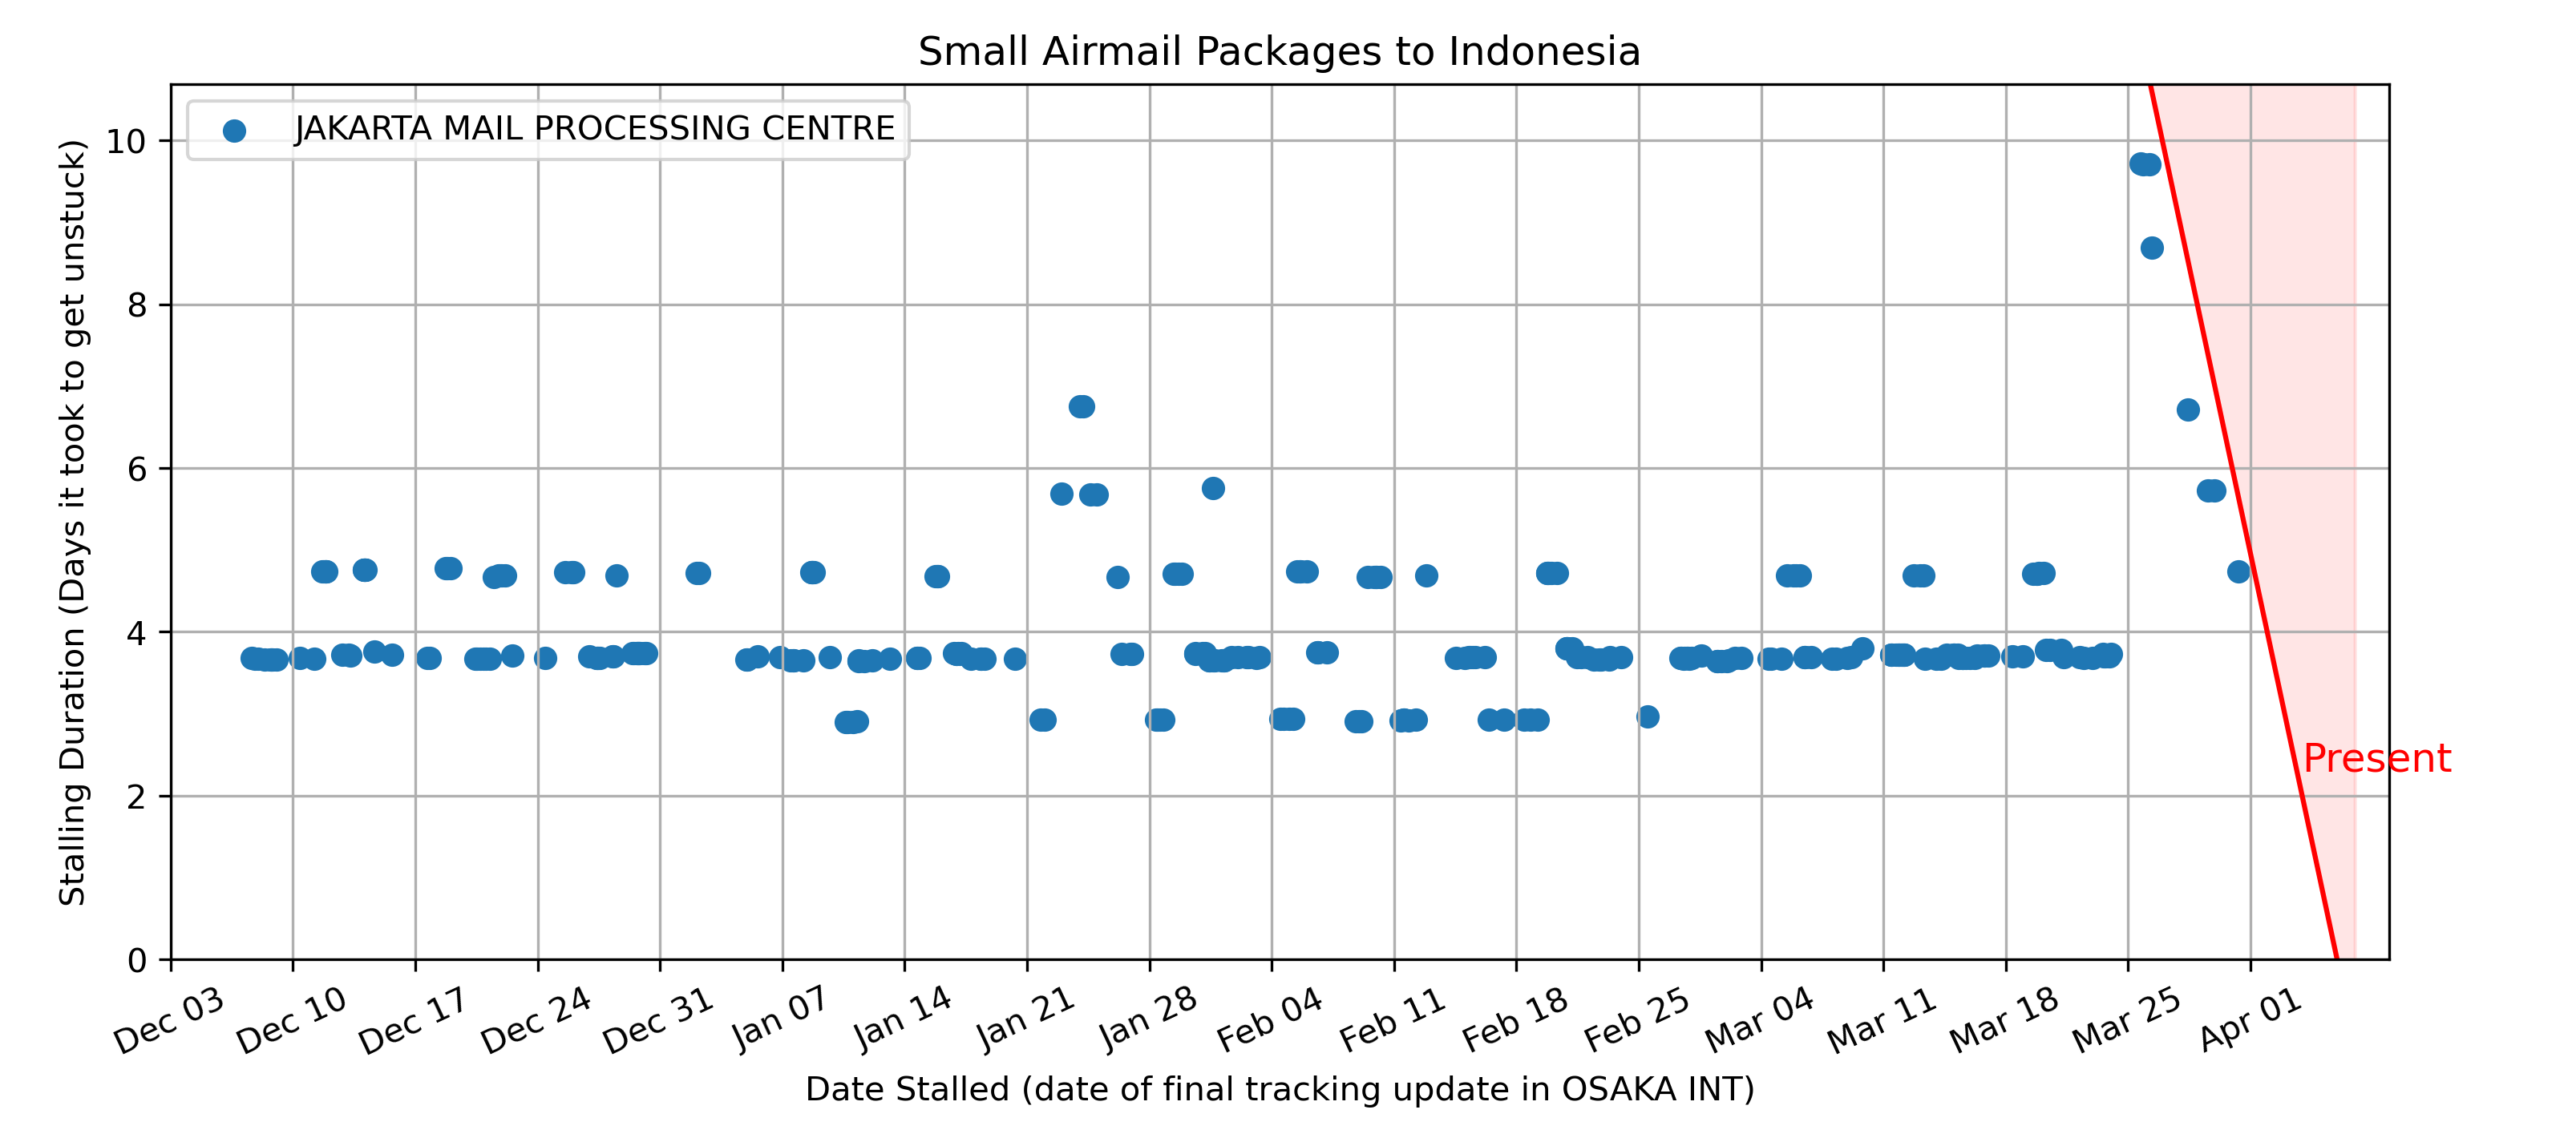 Small Airmail Packages to Indonesia
JAKARTA MAIL PROCESSING CENTRE
Stalling Duration (Days it took to get unstuck)
10
8
6
4
2
0
Present
Dec 03
Dec 10
Dec 17
Dec 24
Dec 31
Jan 07
Jan 14
Jan 21
Jan 28
Feb 04
Feb 11
Feb 18
Feb 25
Mar 04
Mar 11
Mar 18
Mar 25
Apr 01
Date Stalled (date of final tracking update in OSAKA INT)